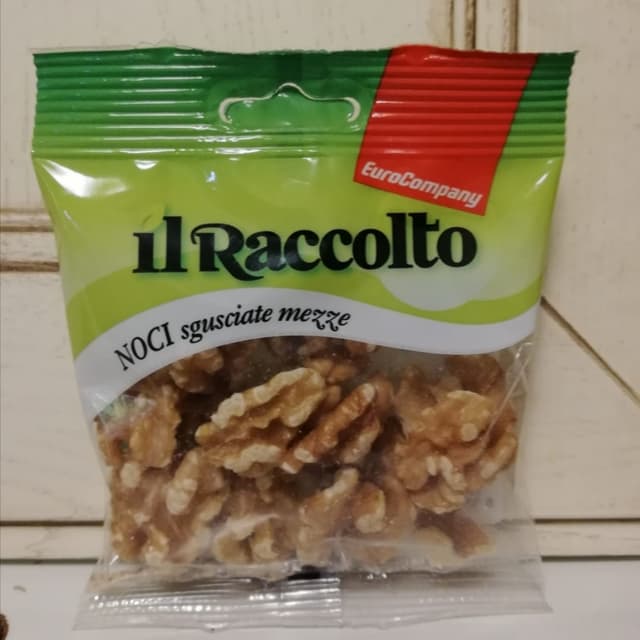 EuroCompany
il Raccolto
NOCI sgusciate mezze